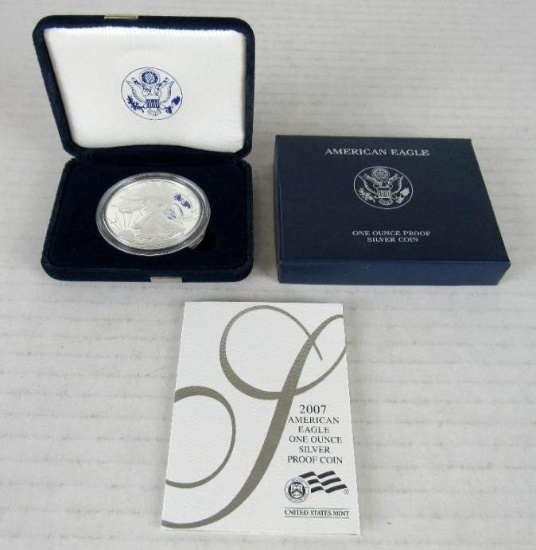 AMERICAN EAGLE
ONE OUNCE PROOF
SILVER COIN
2007
AMERICAN
EAGLE
ONE OUNCE
SILVER
PROOF COIN
UNITED STATES MINT